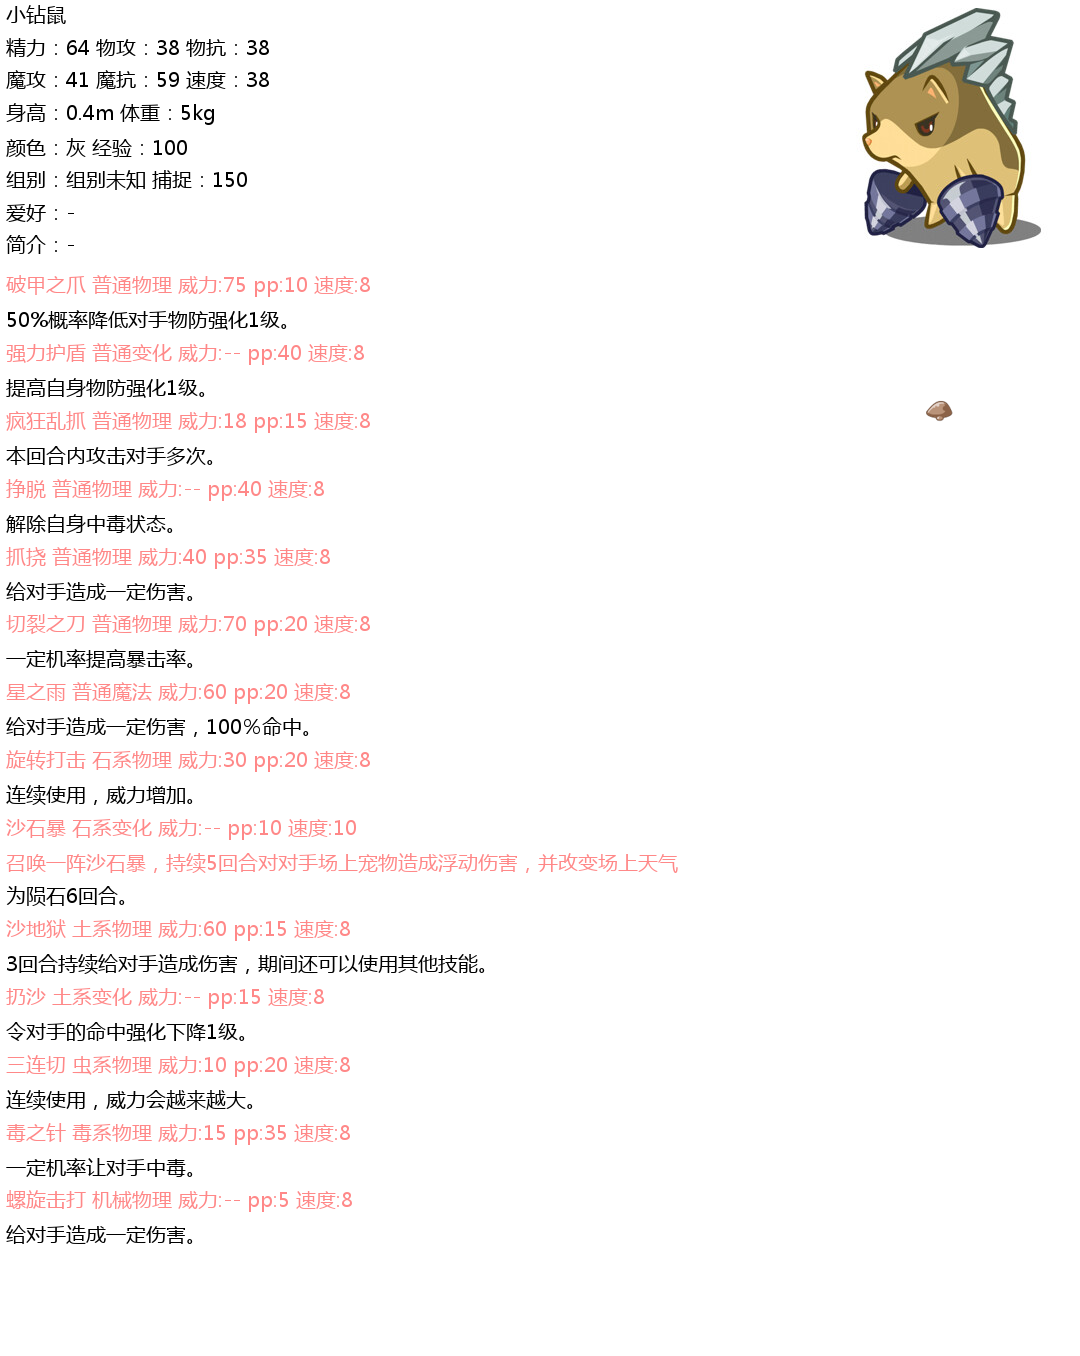 小钻鼠
精力：64 物攻：38 物抗：38
魔攻：41 魔抗：59 速度：38
身高：0.4m 体重：5kg
颜色：灰 经验：100
组别：组别未知 捕捉：150
爱好：-
简介：-
破甲之爪 普通物理 威力:75 pp:10 速度:8
50%概率降低对手物防强化1级。
强力护盾 普通变化 威力:-- pp:40 速度:8
提高自身物防强化1级。
疯狂乱抓 普通物理 威力:18 pp:15 速度:8
本回合内攻击对手多次。
挣脱 普通物理 威力:-- pp:40 速度:8
解除自身中毒状态。
抓挠 普通物理 威力:40 pp:35 速度:8
给对手造成一定伤害。
切裂之刀 普通物理 威力:70 pp:20 速度:8
一定机率提高暴击率。
星之雨 普通魔法 威力:60 pp:20 速度:8
给对手造成一定伤害，100％命中。
旋转打击 石系物理 威力:30 pp:20 速度:8
连续使用，威力增加。
沙石暴 石系变化 威力:-- pp:10 速度:10
召唤一阵沙石暴，持续5回合对对手场上宠物造成浮动伤害，并改变场上天气
为陨石6回合。
沙地狱 土系物理 威力:60 pp:15 速度:8
3回合持续给对手造成伤害，期间还可以使用其他技能。
扔沙 土系变化 威力:-- pp:15 速度:8
令对手的命中强化下降1级。
三连切 虫系物理 威力:10 pp:20 速度:8
连续使用，威力会越来越大。
毒之针 毒系物理 威力:15 pp:35 速度:8
一定机率让对手中毒。
螺旋击打 机械物理 威力:-- pp:5 速度:8
给对手造成一定伤害。